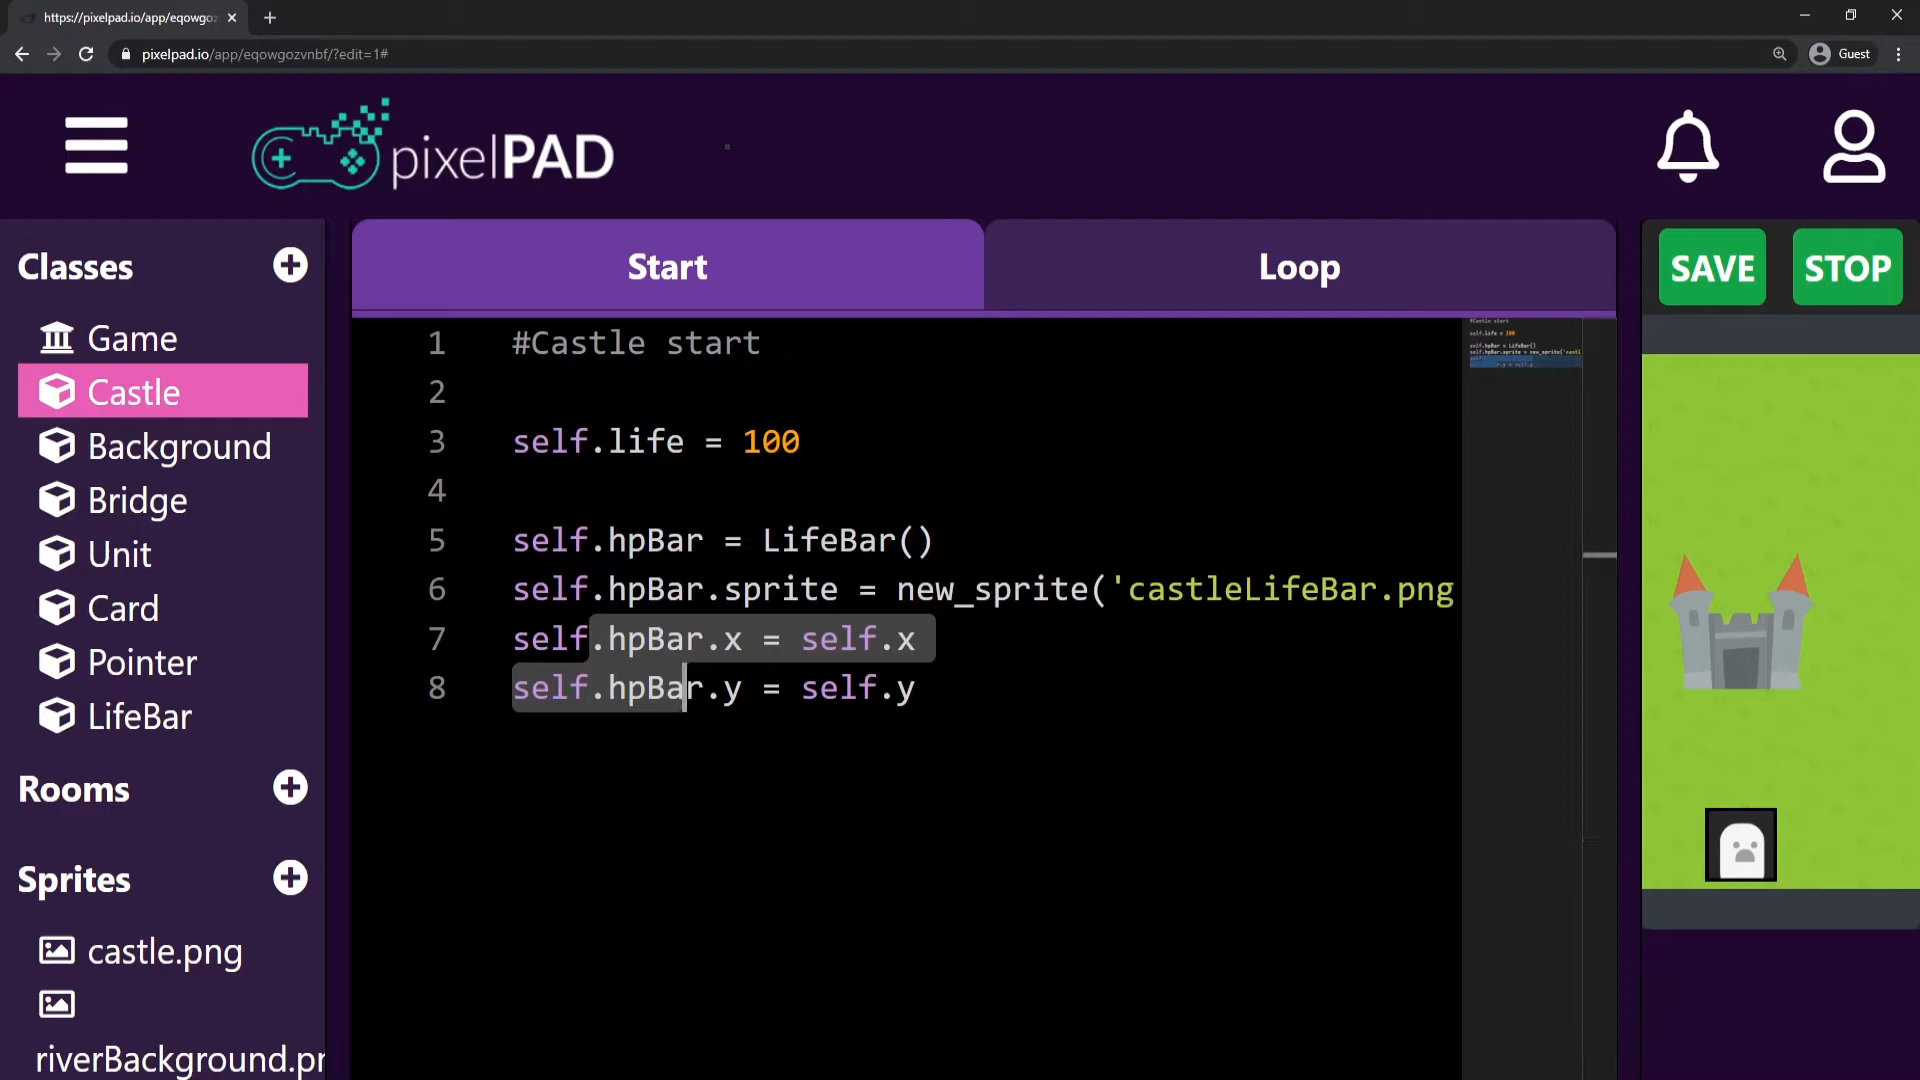 https://pixelpad.io/app/eqowgoz
pixelpad.io/app/eqowgozvnbf/?edit=1#
Guest
pixelPAD
Classes
Game
Castle
Background
Bridge
Unit
Card
Pointer
LifeBar
Rooms
Sprites
castle.png
riverBackground.pr
Start
Loop
1 #Castle start
2
3 self.life = 100
4
5 self.hpBar = LifeBar()
6 self.hpBar.sprite = new_sprite('castleLifeBar.png
7 self.hpBar.x = self.x
8 self.hpBar.y = self.y
SAVE
STOP